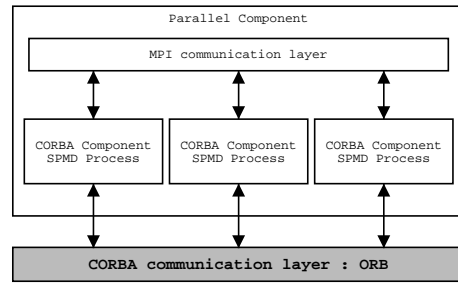 Parallel Component
MPI communication layer
CORBA Component
SPMD Process
CORBA Component
SPMD Process
CORBA Component
SPMD Process
CORBA communication layer : ORB